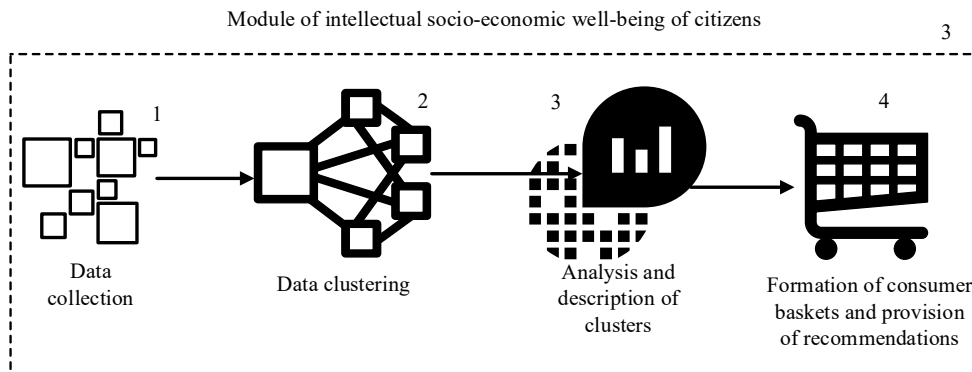 Module of intellectual socio-economic well-being of citizens
3
1
2
3
4
Data
collection
Data clustering
Analysis and
description of
clusters
Formation of consumer
baskets and provision
of recommendations